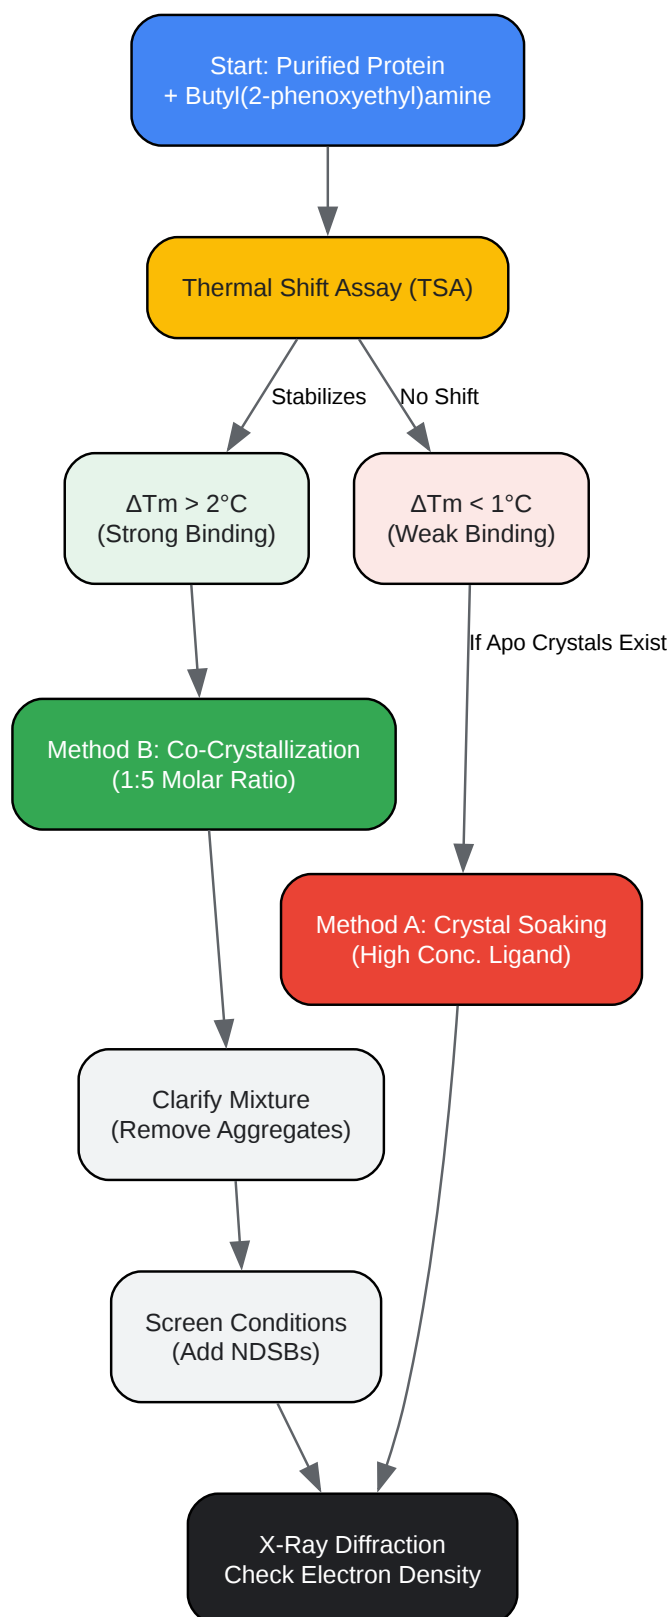 Start: Purified Protein
+ Butyl(2-phenoxyethyl)amine
Thermal Shift Assay (TSA)
Stabilizes
No Shift
ΔTm > 2°C
(Strong Binding)
ΔTm < 1°C
(Weak Binding)
If Apo Crystals Exist
Method B: Co-Crystallization
(1:5 Molar Ratio)
Method A: Crystal Soaking
(High Conc. Ligand)
Clarify Mixture
(Remove Aggregates)
Screen Conditions
(Add NDSBs)
X-Ray Diffraction
Check Electron Density